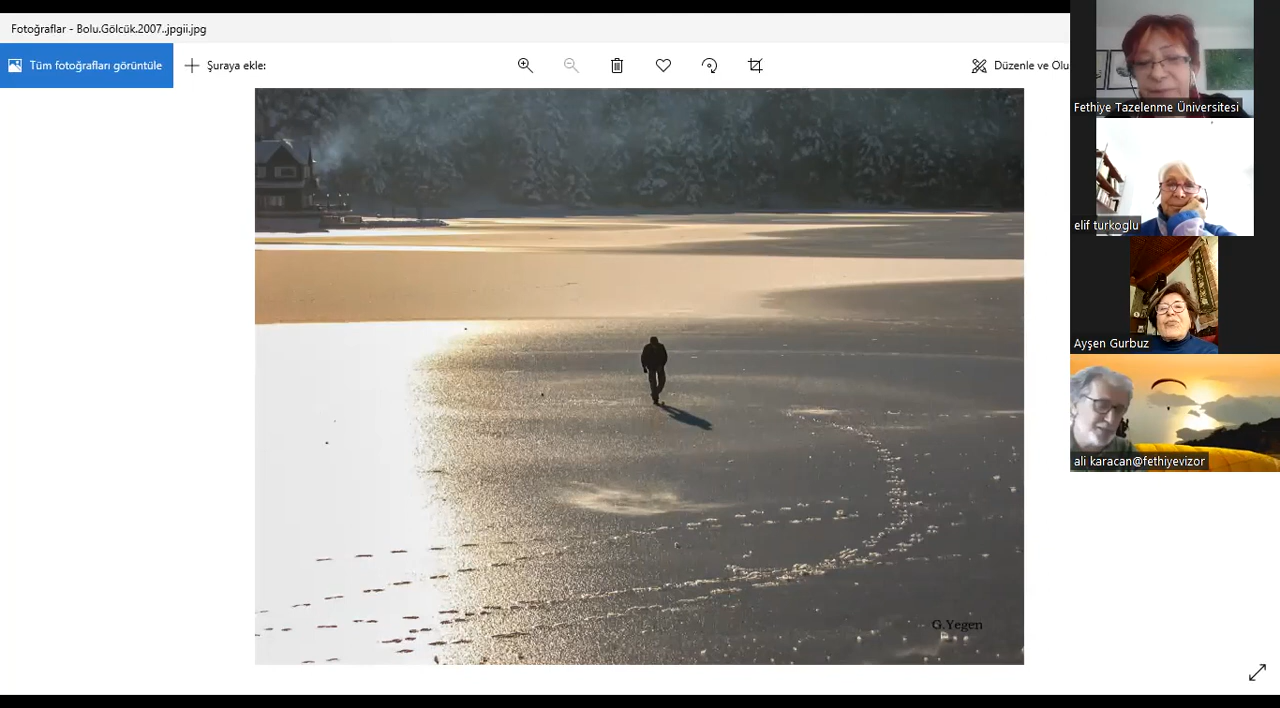 Fotoğraflar - Bolu.Gölcük.2007..jpgii.jpg
Tüm fotoğrafları görüntüle
Şuraya ekle:
Düzenle ve Olu
Fethiye Tazelenme Üniversitesi
elif turkoglu
Ayşen Gurbuz
ali karacan@fethiyevizor
G.Yegen